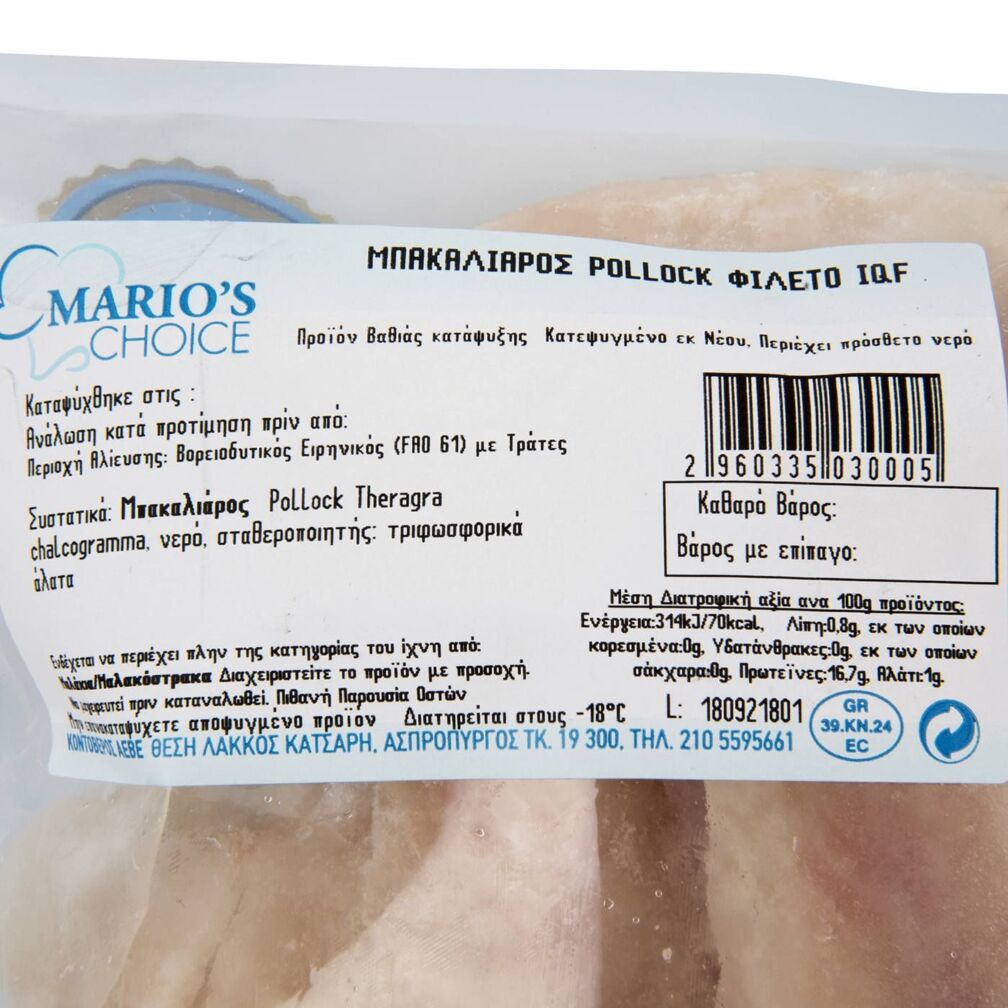 MARIO'S
CHOICE
ΜΠΑΚΑΛΙΑΡΟΣ POLLOCK ΦΙΛΕΤΟ IQF
Προϊόν Βαθιάς κατάψυξης Κατεψυγμένο εκ Νέου, Περιέχει πρόσθετο νερό
Καταψύχθηκε στις :
Ανάλωση κατά προτίμηση πρίν από:
Περιοχή Αλίευσης: Βορειοδυτικός Ειρηνικός (FAO 61) με Τράτες
2 960335 030005
Καθαρό Βάρος:
Βάρος με επίπαγο:
Συστατικά: Μπακαλιάρος Pollock Theragra
chalcogramma, νερό, σταθεροποιητής: τριφωσφορικά
άλατα
Μέση Διατροφική αξία ανα 100g προϊόντος:
Ενέργεια:314kJ/70kcal, Λίπη:0,8g, εκ των οποίων
κορεσμένα:0g, Υδατάνθρακες:0g, εκ των οποίων
σάκχαρα:0g, Πρωτεΐνες:16,7g, Αλάτι:1g.
Ενδέχεται να περιέχει πλην της κατηγορίας του ίχνη από:
/Μαλακόστρακα Διαχειριστείτε το προϊόν με προσοχή.
πριν καταναλωθεί. Πιθανή Παρουσία Οστών
αποψυγμένο προϊόν Διατηρείται στους -18°C L: 180921801
ΑΕΒΕ ΘΕΣΗ ΛΑΚΚΟΣ ΚΑΤΣΑΡΗ, ΑΣΠΡΟΠΥΡΓΟΣ ΤΚ. 19 300, ΤΗΛ. 210 5595661
GR
39.KN.24
EC